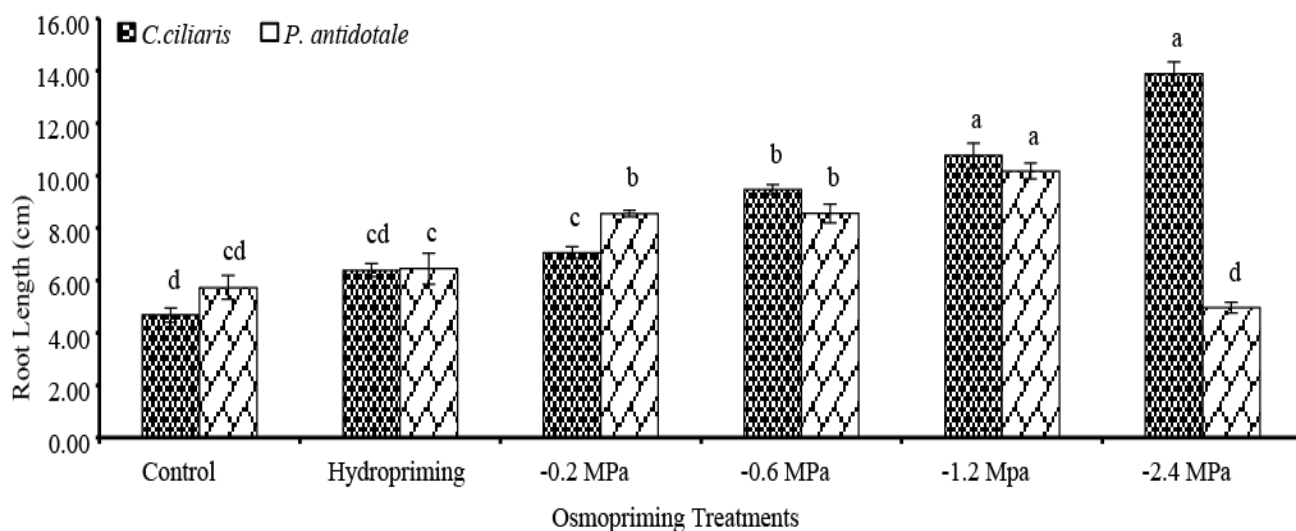 16.00
C.ciliaris P. antidotale
14.00
12.00
10.00
8.00
6.00
4.00
2.00
0.00
Root Length (cm)
d cd cd c c b b b a a a d
Control Hydropriming -0.2 MPa -0.6 MPa -1.2 Mpa -2.4 MPa
Osmopriming Treatments